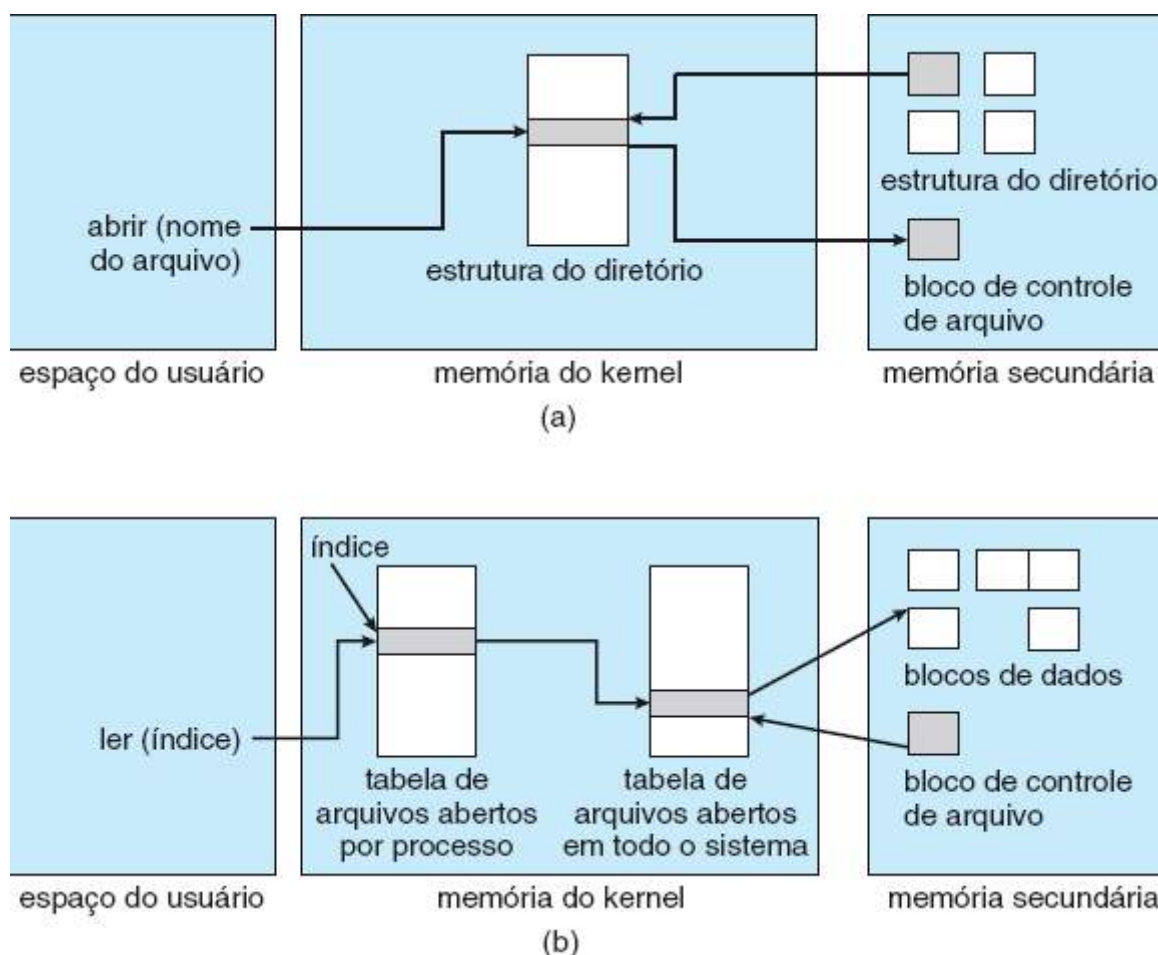 abrir (nome
do arquivo)
estrutura do diretório
estrutura do diretório
bloco de controle
de arquivo
espaço do usuário
memória do kernel
memória secundária
(a)
índice
ler (índice)
tabela de
arquivos abertos
por processo
tabela de
arquivos abertos
em todo o sistema
blocos de dados
bloco de controle
de arquivo
espaço do usuário
memória do kernel
memória secundária
(b)